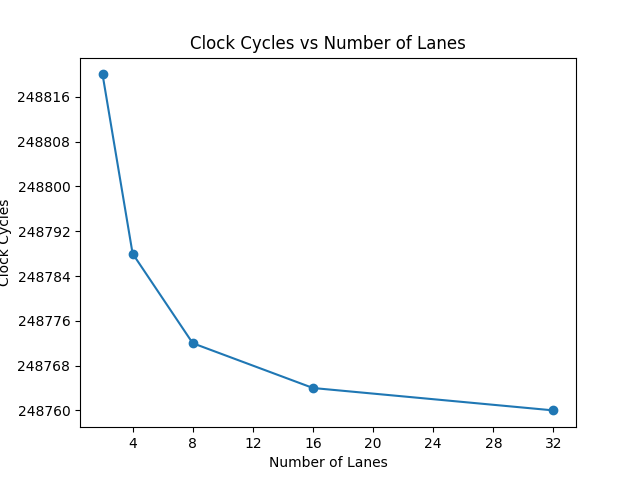 Clock Cycles vs Number of Lanes
248816
248808
248800
248792
248784
248776
248768
248760
Clock Cycles
4 8 12 16 20 24 28 32
Number of Lanes